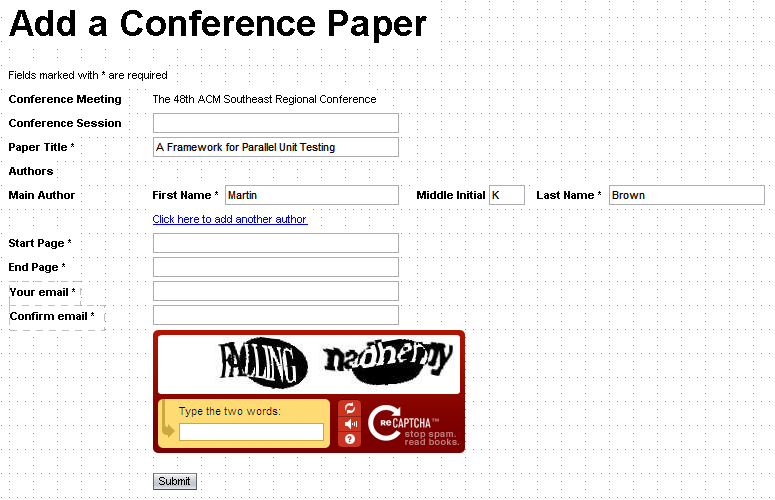 Add a Conference Paper
Fields marked with * are required
Conference Meeting The 48th ACM Southeast Regional Conference
Conference Session
Paper Title * A Framework for Parallel Unit Testing
Authors
Main Author First Name * Martin Middle Initial K Last Name * Brown
Click here to add another author
Start Page *
End Page *
Your email *
Confirm email *
Type the two words:
reCAPTCHA™
stop spam.
read books.
Submit